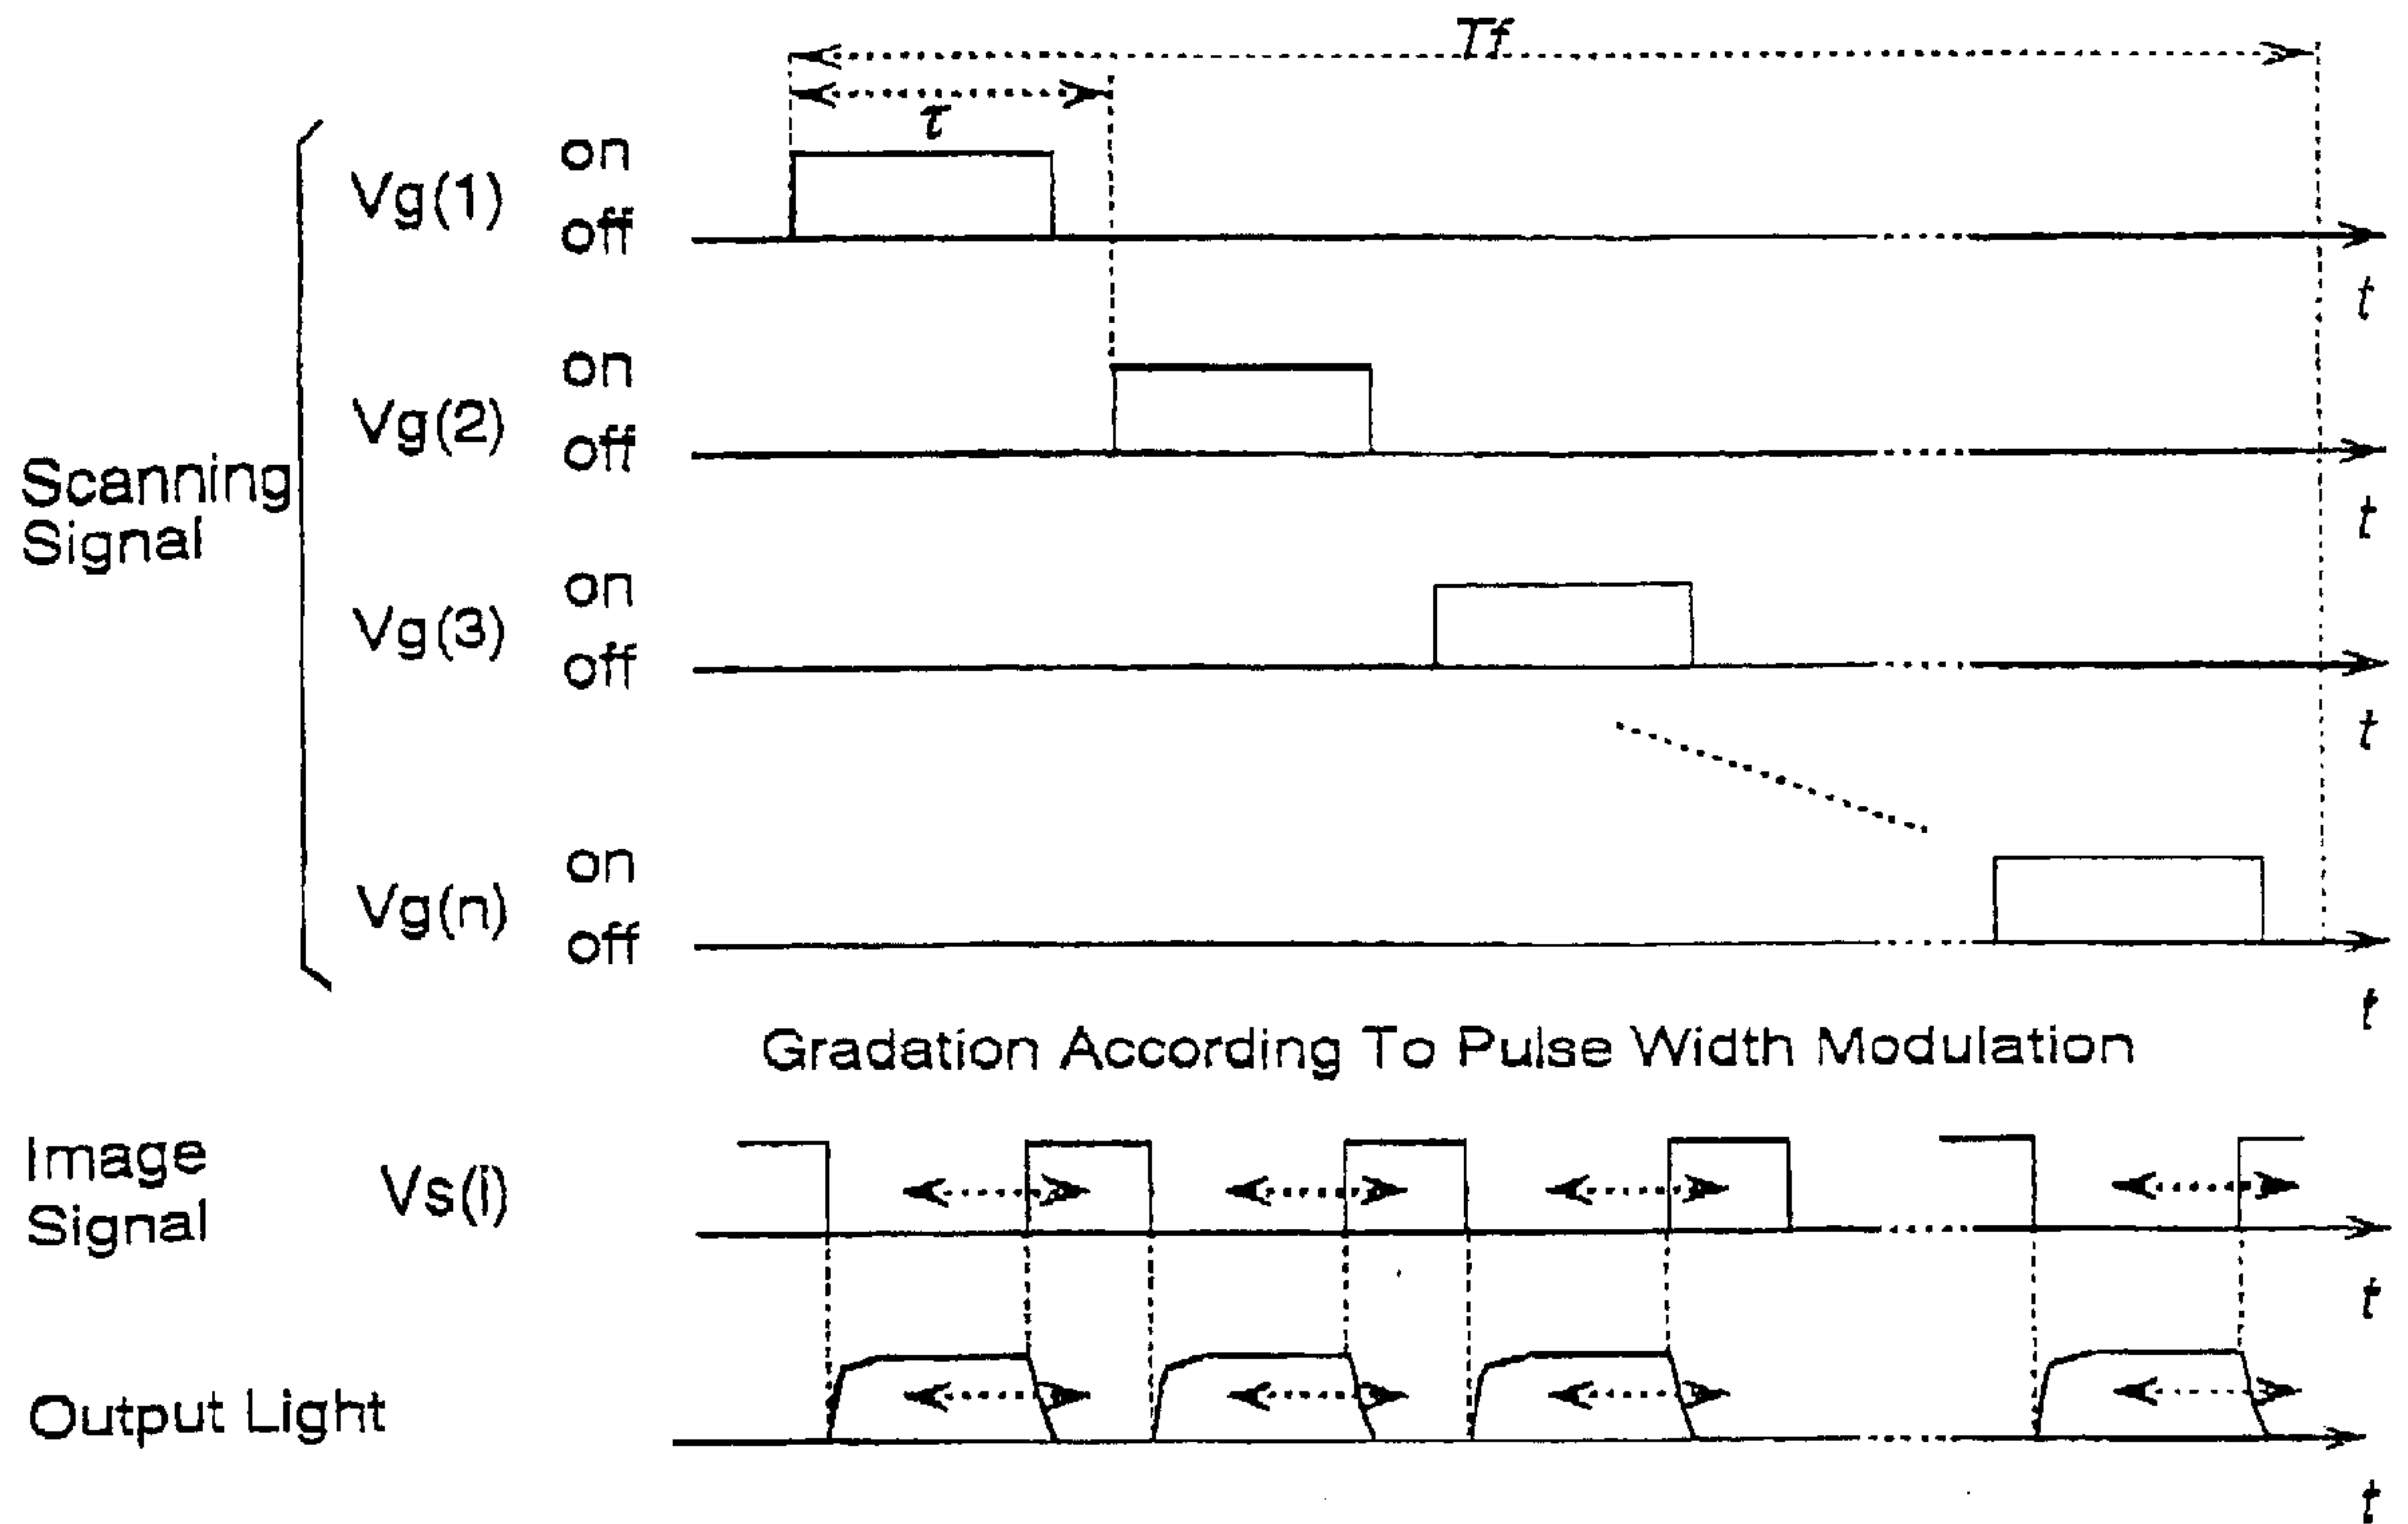 Tf
τ
Scanning
Signal
Vg(1)
on
off
t
Vg(2)
on
off
t
Vg(3)
on
off
t
Vg(n)
on
off
t
Gradation According To Pulse Width Modulation
Image
Signal
Vs(i)
t
Output Light
t